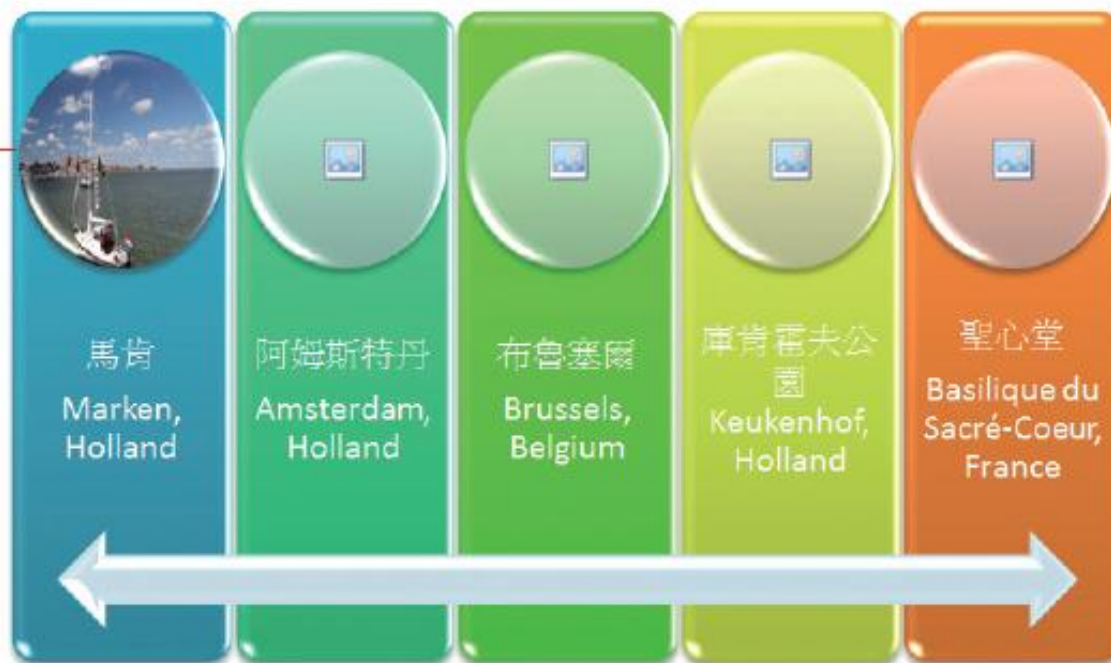 馬肯
Marken,
Holland
阿姆斯特丹
Amsterdam,
Holland
布魯塞爾
Brussels,
Belgium
庫肯霍夫公
園
Keukenhof,
Holland
聖心堂
Basilique du
Sacré-Coeur,
France